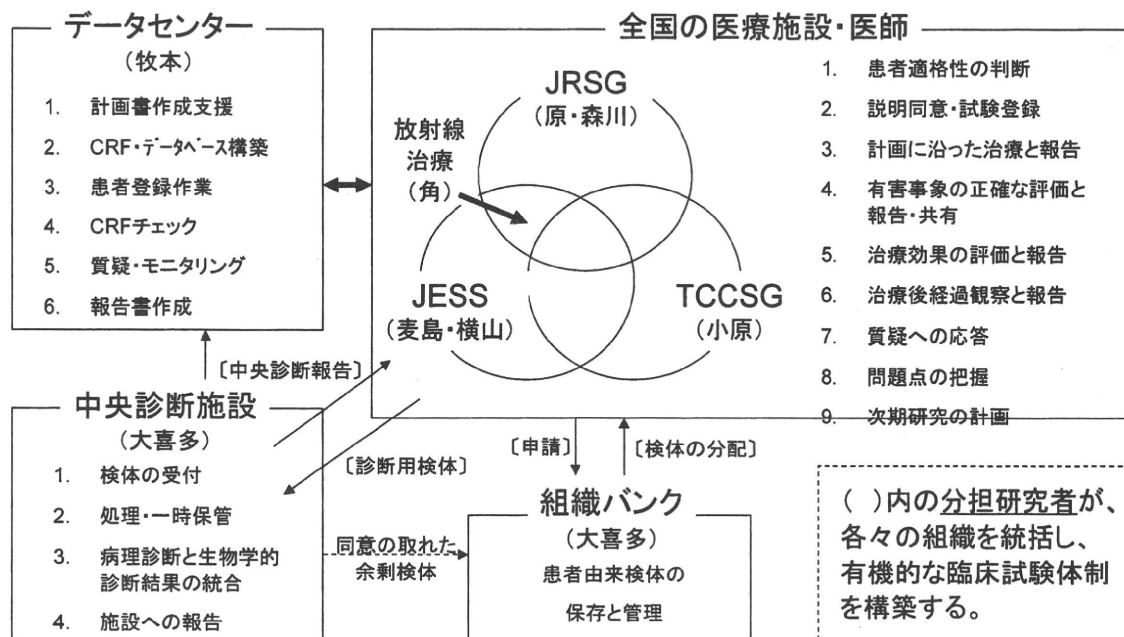 データセンター
(牧本)
1. 計画書作成支援
2. CRF・データベース構築
3. 患者登録作業
4. CRFチェック
5. 質疑・モニタリング
6. 報告書作成
全国の医療施設・医師
JRSG
(原・森川)
放射線
治療
(角)
JESS
(麦島・横山)
TCCSG
(小原)
1. 患者適格性の判断
2. 説明同意・試験登録
3. 計画に沿った治療と報告
4. 有害事象の正確な評価と
報告・共有
5. 治療効果の評価と報告
6. 治療後経過観察と報告
7. 質疑への応答
8. 問題点の把握
9. 次期研究の計画
〔中央診断報告〕
〔診断用検体〕
〔申請〕
〔検体の分配〕
中央診断施設
(大喜多)
1. 検体の受付
2. 処理・一時保管
3. 病理診断と生物学的
診断結果の統合
4. 施設への報告
同意の取れた
余剰検体
組織バンク
(大喜多)
患者由来検体の
保存と管理
( )内の分担研究者が、
各々の組織を統括し、
有機的な臨床試験体制
を構築する。